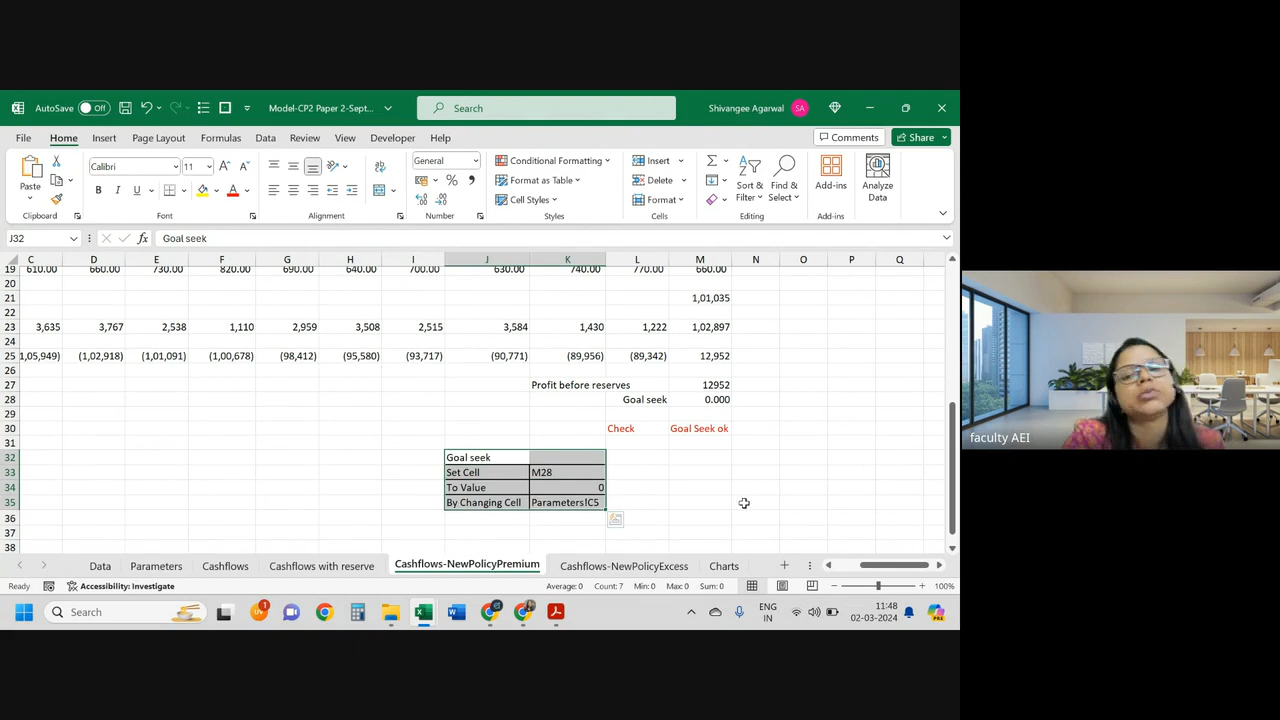 AutoSave Off Model-CP2 Paper 2-Sept... Search Shivangee Agarwal SA
File Home Insert Page Layout Formulas Data Review View Developer Help Comments Share
Paste Calibri 11 General Conditional Formatting Insert
Format as Table Delete Sort & Filter Find & Select Add-ins Analyze Data
Cell Styles Format
Clipboard Font Alignment Number Styles Cells Editing Add-ins
J32 fx Goal seek
C D E F G H I J K L M N O P Q
19 610.00 660.00 730.00 820.00 690.00 640.00 700.00 630.00 740.00 770.00 660.00
20
21 1,01,035
22
23 3,635 3,767 2,538 1,110 2,959 3,508 2,515 3,584 1,430 1,222 1,02,897
24
25 1,05,949) (1,02,918) (1,01,091) (1,00,678) (98,412) (95,580) (93,717) (90,771) (89,956) (89,342) 12,952
26
27 Profit before reserves 12952
28 Goal seek 0.000
29
30 Check Goal Seek ok
31
32 Goal seek
33 Set Cell M28
34 To Value 0
35 By Changing Cell Parameters!C5
36
37
38
Data Parameters Cashflows Cashflows with reserve Cashflows-NewPolicyPremium Cashflows-NewPolicyExcess Charts
Ready Accessibility: Investigate Average: 0 Count: 7 Min: 0 Max: 0 Sum: 0 100%
Search ENG IN 11:48 02-03-2024
faculty AEI